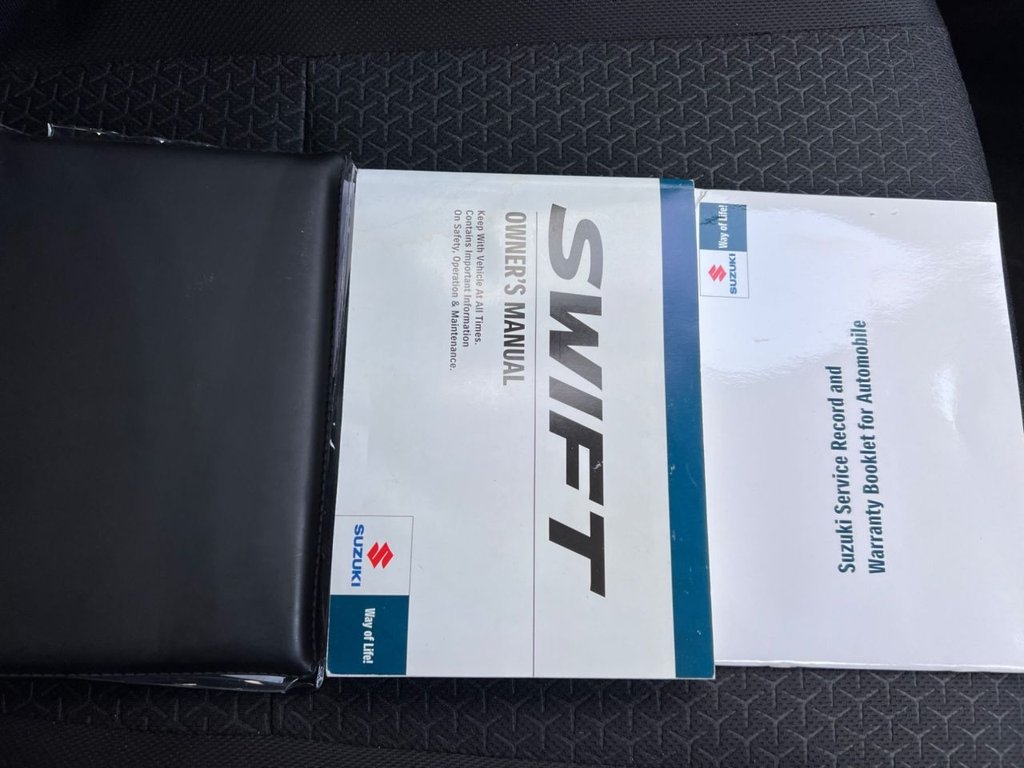 SWIFT
OWNER'S MANUAL
Keep With Vehicle At All Times.
Contains Important Information
On Safety, Operation & Maintenance.
SUZUKI
Way of Life!
SUZUKI
Way of Life!
Suzuki Service Record and
Warranty Booklet for Automobile